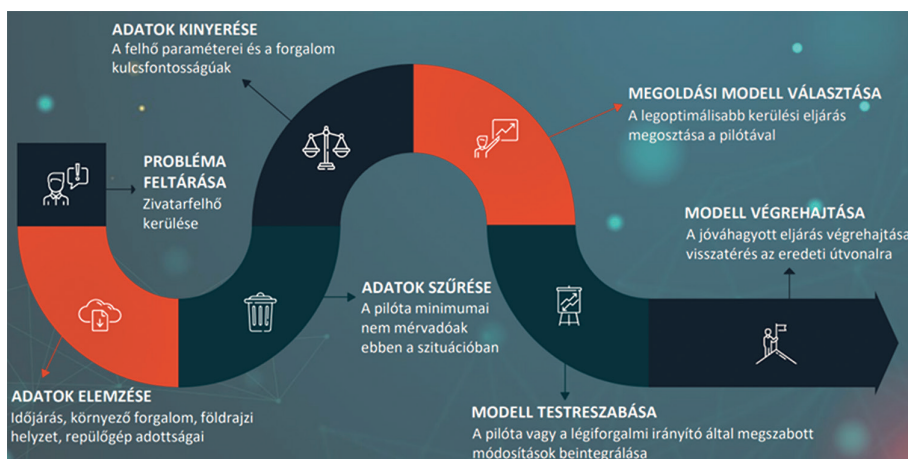 PROBLÉMA
FELTÁRÁSA
Zivatarfelhő
kerülése
ADATOK ELEMZÉSE
Időjárás, környező forgalom, földrajzi
helyzet, repülőgép adottságai
ADATOK SZŰRÉSE
A pilóta minimumai
nem mérvadóak
ebben a szituációban
ADATOK KINYERÉSE
A felhő paraméterei és a forgalom
kulcsfontosságúak
MEGOLDÁSI MODELL VÁLASZTÁSA
A legoptimálisabb kerülési eljárás
megosztása a pilótával
MODELL TESTRESZABÁSA
A pilóta vagy a légiforgalmi irányító által megszabott
módosítások beintegrálása
MODELL VÉGREHAJTÁSA
A jóváhagyott eljárás végrehajtása
visszatérés az eredeti útvonalra